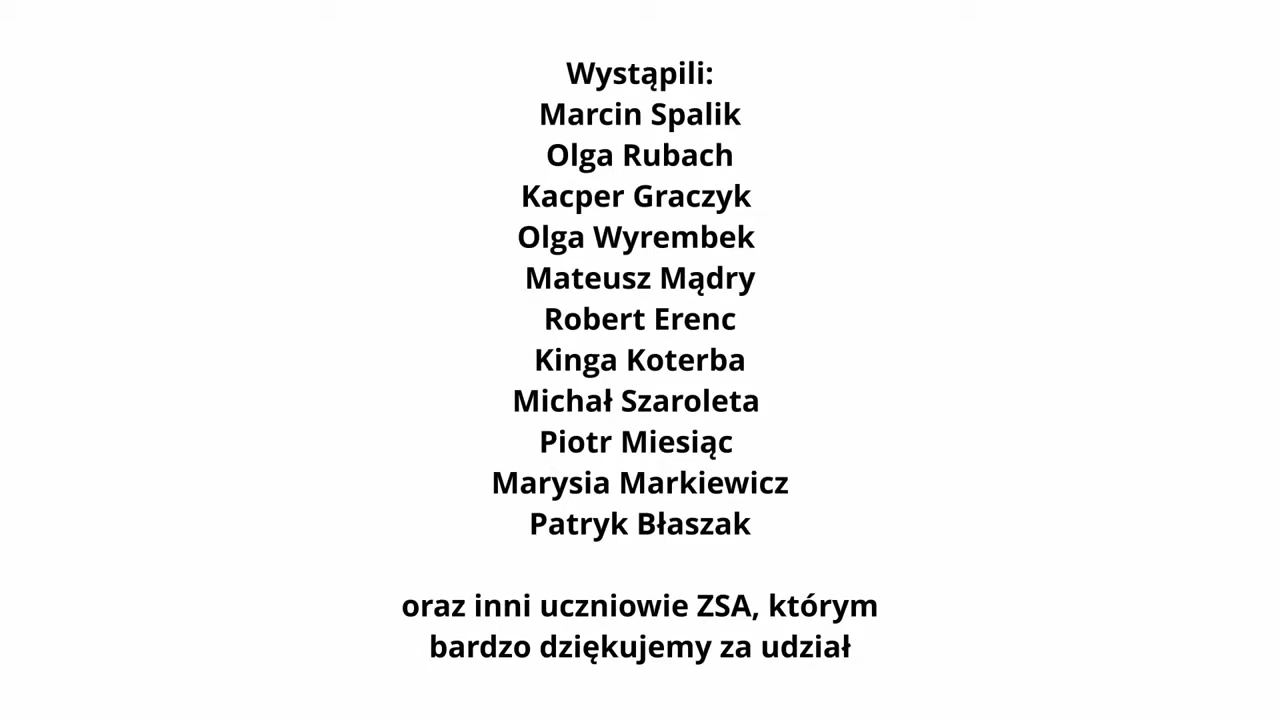 Wystąpili:
Marcin Spalik
Olga Rubach
Kacper Graczyk
Olga Wyrembek
Mateusz Mądry
Robert Erenc
Kinga Koterba
Michał Szaroleta
Piotr Miesiąc
Marysia Markiewicz
Patryk Błaszak
oraz inni uczniowie ZSA, którym
bardzo dziękujemy za udział